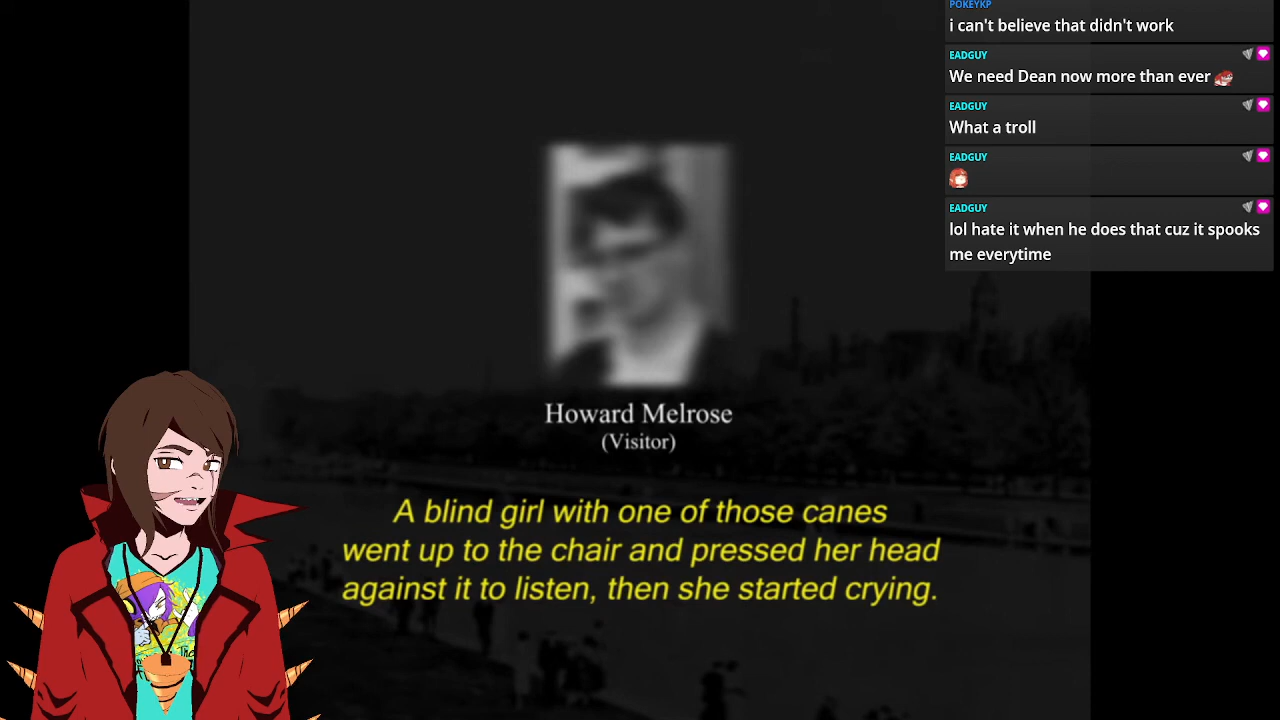 POKEYKP
i can't believe that didn't work
EADGUY
We need Dean now more than ever
EADGUY
What a troll
EADGUY
EADGUY
lol hate it when he does that cuz it spooks
me everytime
Howard Melrose
(Visitor)
A blind girl with one of those canes
went up to the chair and pressed her head
against it to listen, then she started crying.